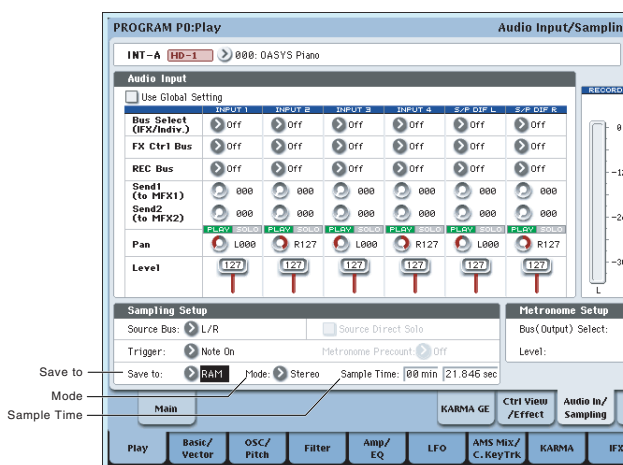 PROGRAM P0:Play Audio Input/Samplin
INT-A HD-1 000: OASYS Piano
Audio Input
Use Global Setting
RECORD
INPUT 1 INPUT 2 INPUT 3 INPUT 4 S/P DIF L S/P DIF R
Bus Select (IFX/Indiv.) Off Off Off Off Off Off
FX Ctrl Bus Off Off Off Off Off Off
REC Bus Off Off Off Off Off Off
Send1 (to MFX1) 000 000 000 000 000 000
Send2 (to MFX2) 000 000 000 000 000 000
PLAY SOLO PLAY SOLO PLAY SOLO PLAY SOLO PLAY SOLO PLAY SOLO
Pan L000 R127 L000 R127 L000 R127
Level 127 127 127 127 127 127
0
-12
-20
-30
L
Sampling Setup Metronome Setup
Source Bus: L/R Source Direct Solo Bus(Output) Select:
Trigger: Note On Metronome Precount: Off Level:
Save to Save to: RAM Mode: Stereo Sample Time: 00 min 21.846 sec
Mode
Sample Time
Main KARMA GE Ctrl View /Effect Audio In/ Sampling
Play Basic/ Vector OSC/ Pitch Filter Amp/ EQ LFO AMS Mix/ C.KeyTrk KARMA IFX